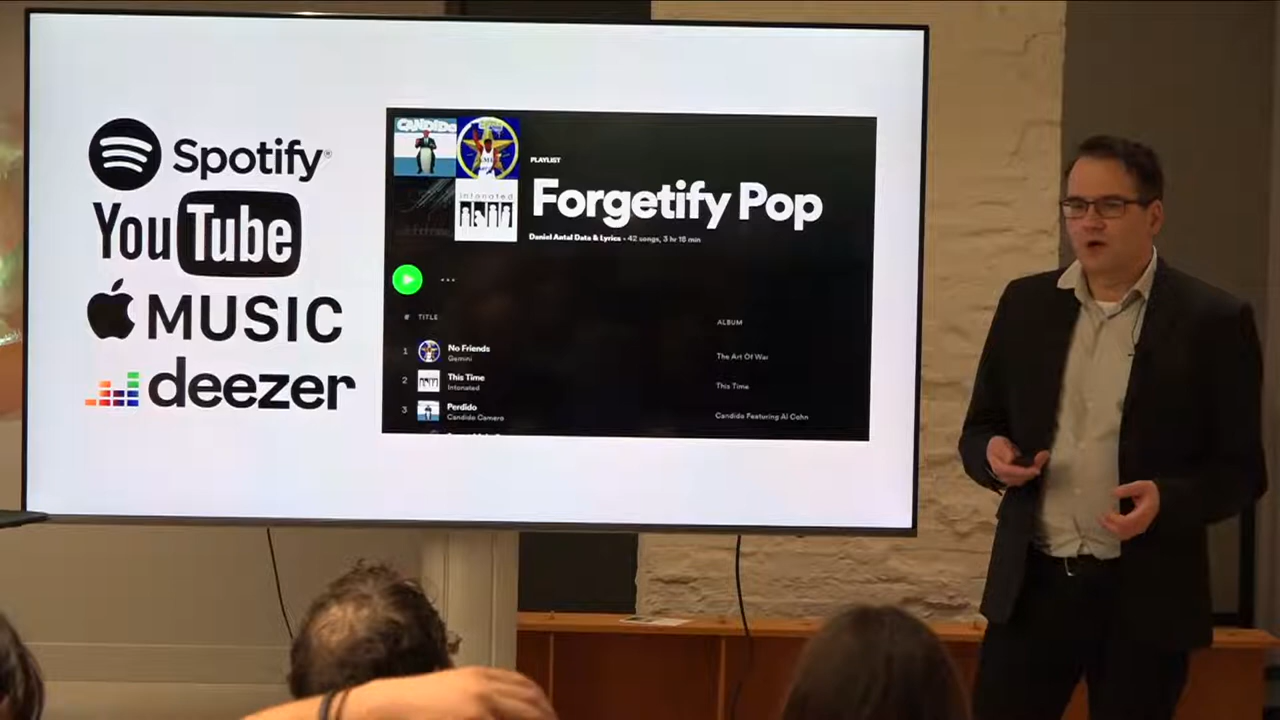 Spotify®
YouTube
MUSIC
deezer
CANDIDO
intonated
PLAYLIST
Forgetify Pop
Daniel Antal Data & Lyrics • 42 songs, 3 hr 16 min
# TITLE ALBUM
1 No Friends The Art Of War
Gemini
2 This Time This Time
Intonated
3 Perdido Candido Featuring Al Cohn
Candido Camero